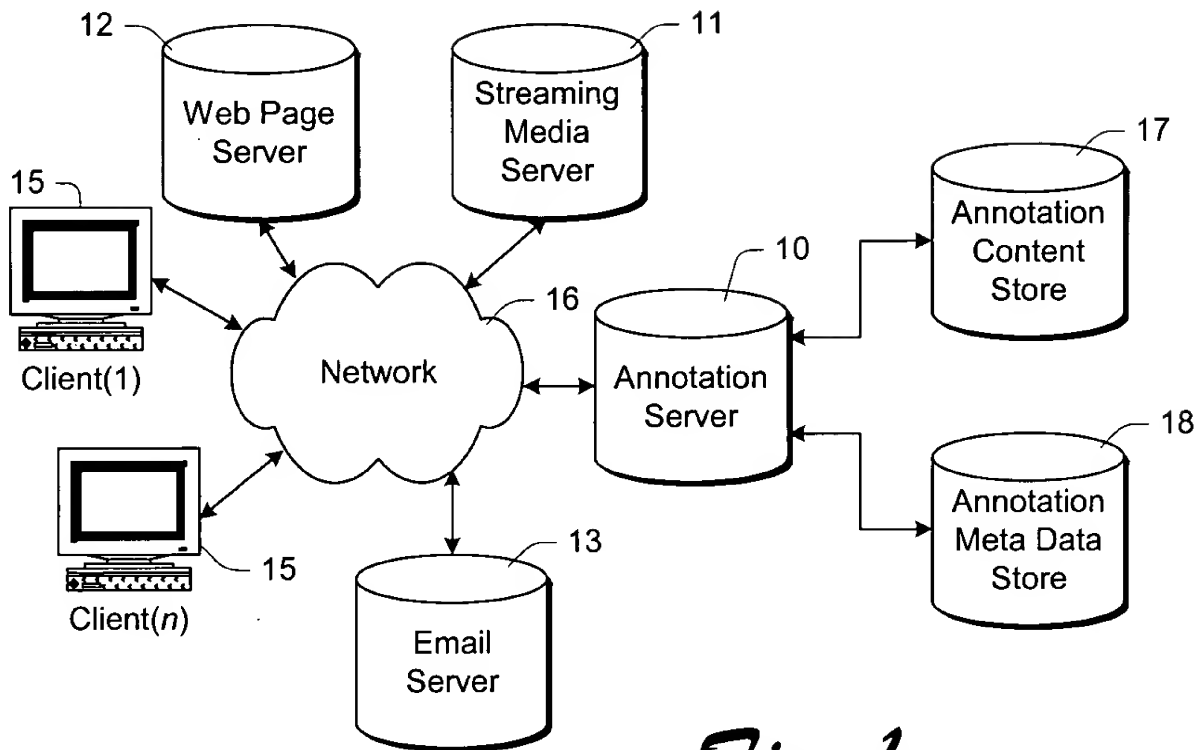 12
11
Web Page
Server
Streaming
Media
Server
17
15
Annotation
Content
Store
10
16
Client(1)
Network
Annotation
Server
18
Annotation
Meta Data
Store
15
13
Client(n)
Email
Server
Fig. 1